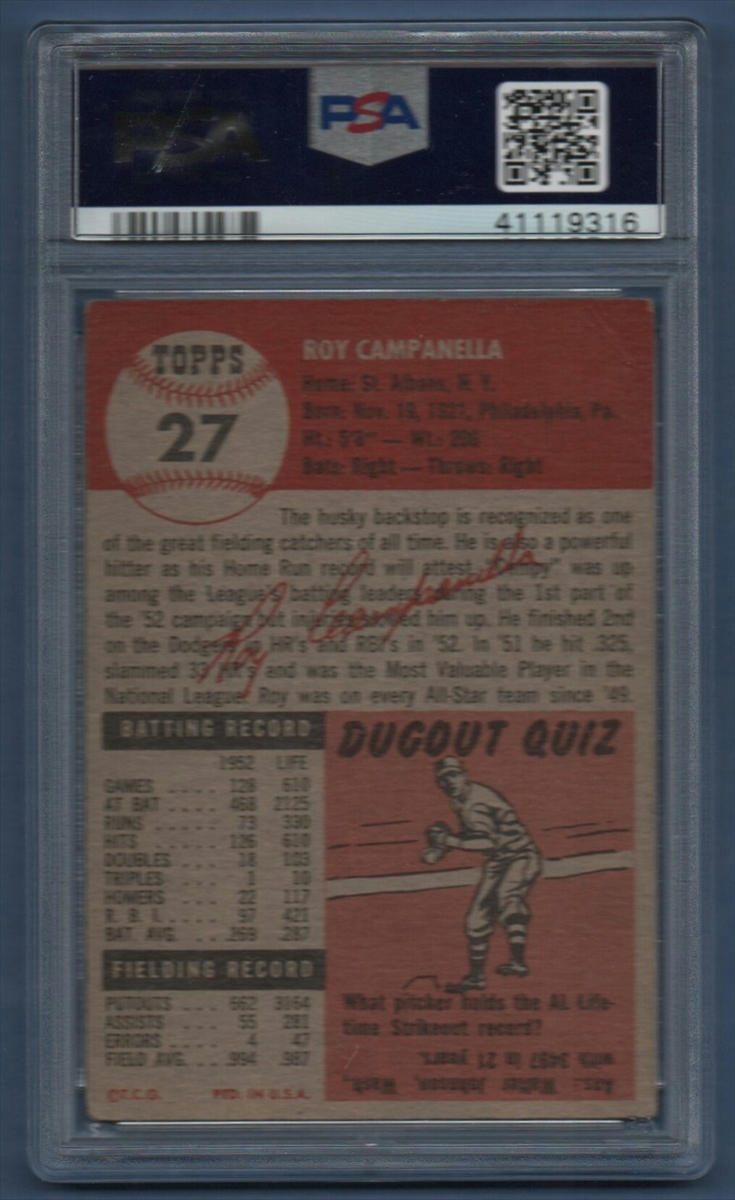 PSA
PSA
41119316
TOPPS
27
ROY CAMPANELLA
Home: St. Albans, N. Y.
Born: Nov. 19, 1921, Philadelphia, Pa.
Ht.: 5'8" — Wt.: 206
Bats: Right — Throws: Right
The husky backstop is recognized as one
of the great fielding catchers of all time. He is also a powerful
hitter as his Home Run record will attest. "Campy" was up
among the League's batting leaders during the 1st part of
the '52 campaign but injuries slowed him up. He finished 2nd
on the Dodgers in HR's and RBI's in '52. In '51 he hit .325,
slammed 33 HR's and was the Most Valuable Player in the
National League. Roy was on every All-Star team since '49.
Roy Campanella
BATTING RECORD
1952 LIFE
GAMES .... 128 610
AT BAT .... 468 2125
RUNS ..... 73 330
HITS ..... 126 610
DOUBLES ... 18 103
TRIPLES .... 1 10
HOMERS ... 22 117
R. B. I. .... 97 421
BAT. AVG. ... .269 .287
FIELDING RECORD
PUTOUTS ... 662 3164
ASSISTS ... 55 281
ERRORS .... 4 47
FIELD AVG. .. .994 .987
©T.C.G. PTD. IN U.S.A.
DUGOUT QUIZ
What pitcher holds the AL Life-
time Strikeout record?
Ans.: Walter Johnson, Wash.,
with 3497 in 21 years.